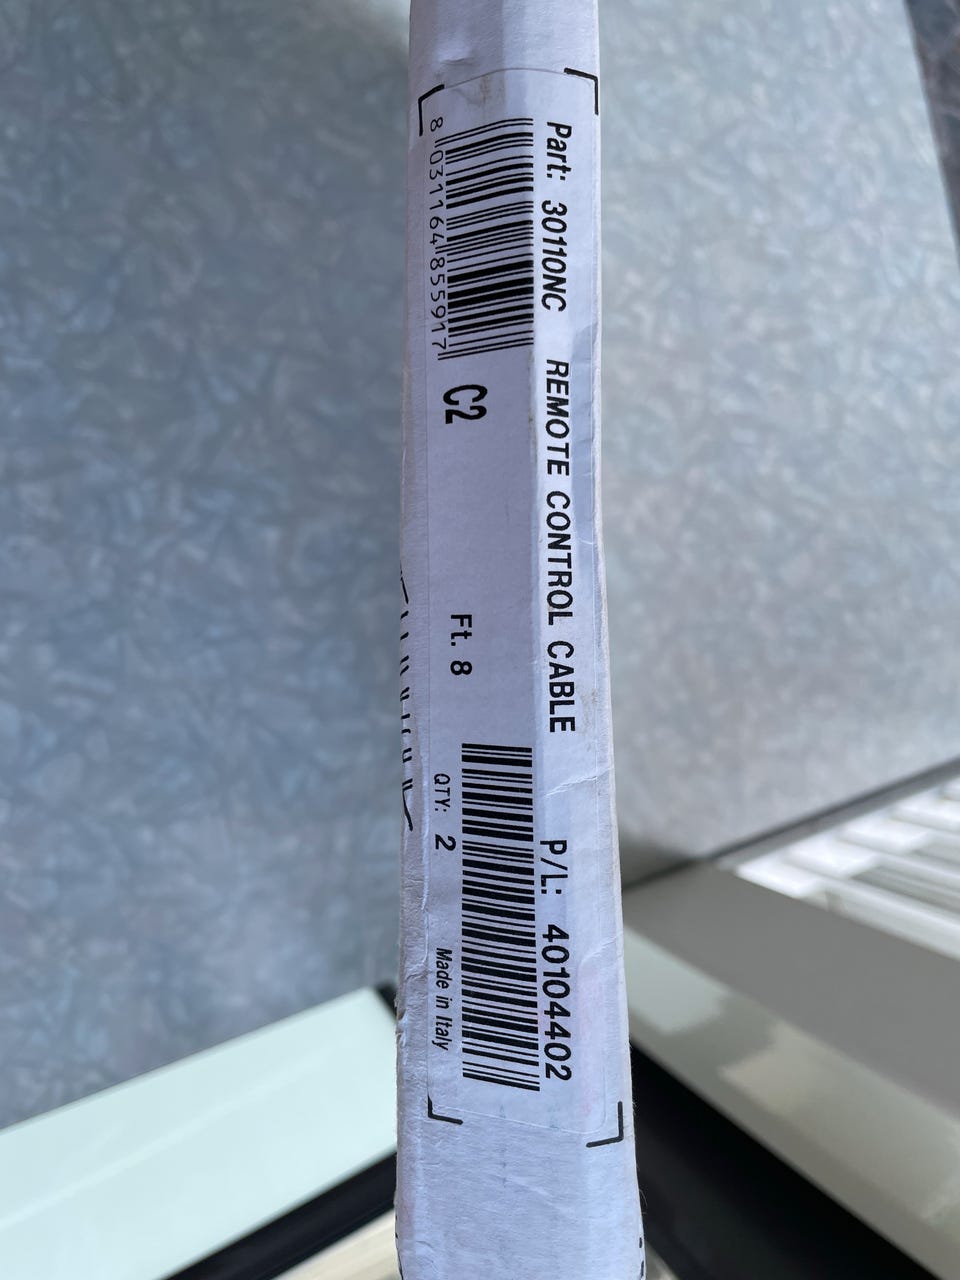 Part: 30110NC REMOTE CONTROL CABLE P/L: 40104402
8 031164 855917
C2 Ft. 8
QTY: 2 Made in Italy